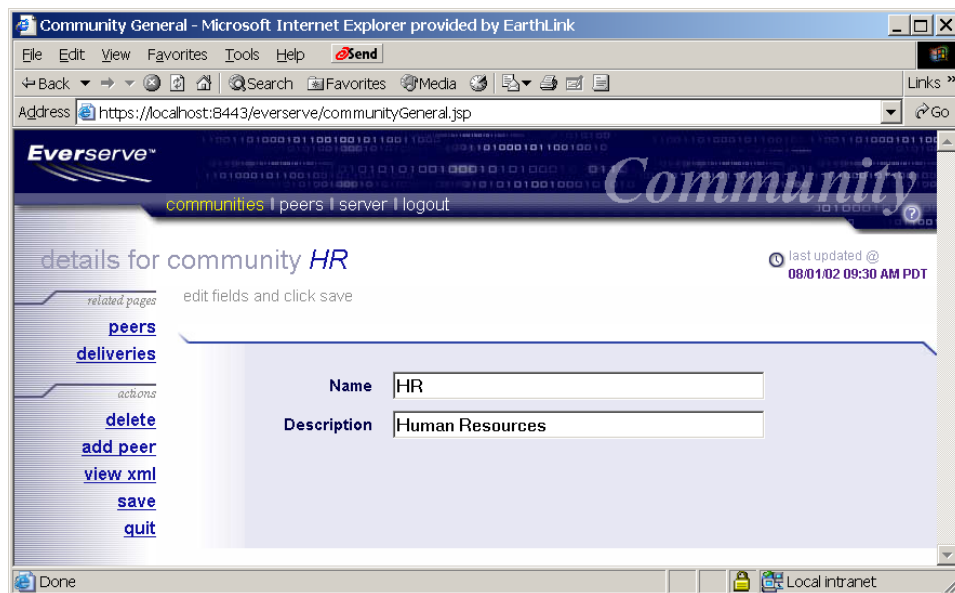 Community General - Microsoft Internet Explorer provided by EarthLink
File Edit View Favorites Tools Help Send
Back Search Favorites Media Links »
Address https://localhost:8443/everserve/communityGeneral.jsp Go
Everserve™
Community
communities | peers | server | logout
?
details for community HR
last updated @
08/01/02 09:30 AM PDT
related pages
edit fields and click save
peers
deliveries
actions
Name HR
Description Human Resources
delete
add peer
view xml
save
quit
Done Local intranet